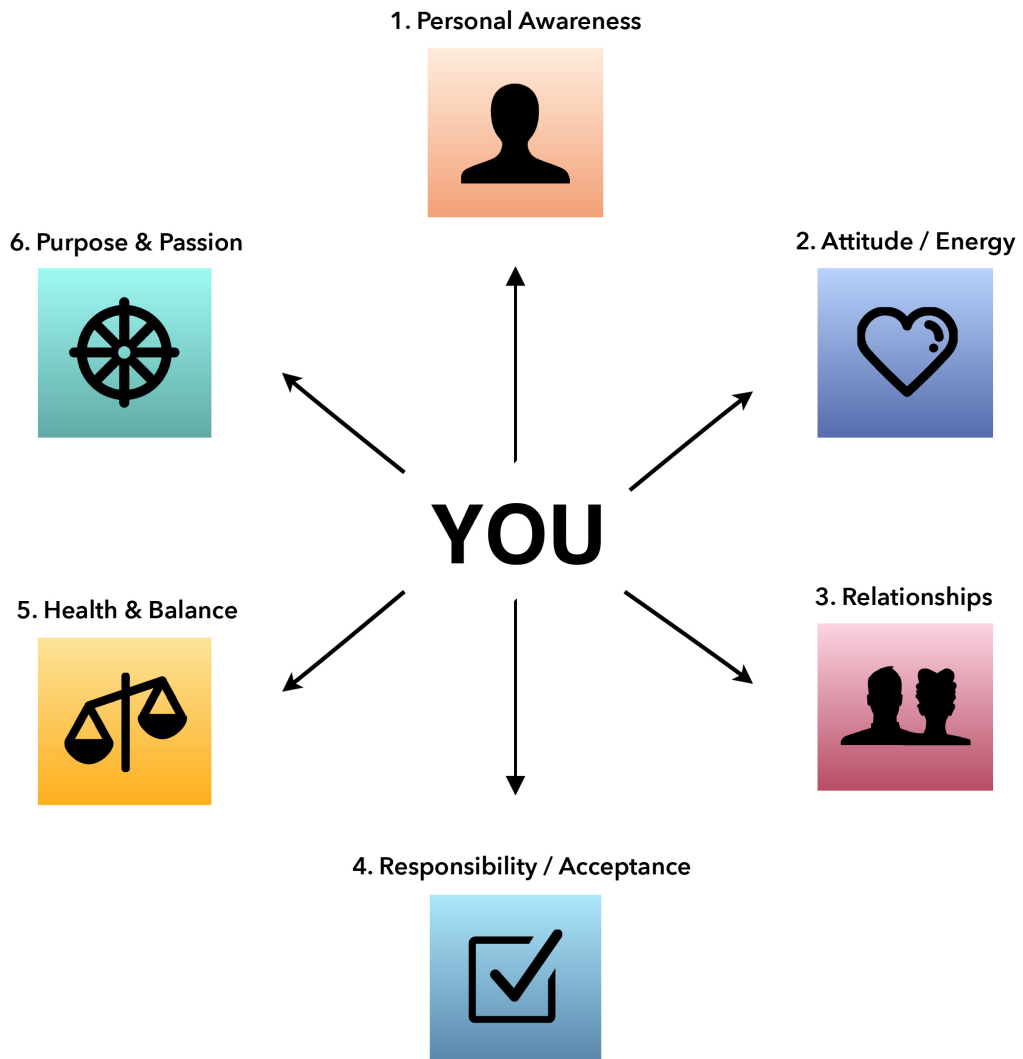 1. Personal Awareness
2. Attitude / Energy
3. Relationships
4. Responsibility / Acceptance
5. Health & Balance
6. Purpose & Passion
YOU